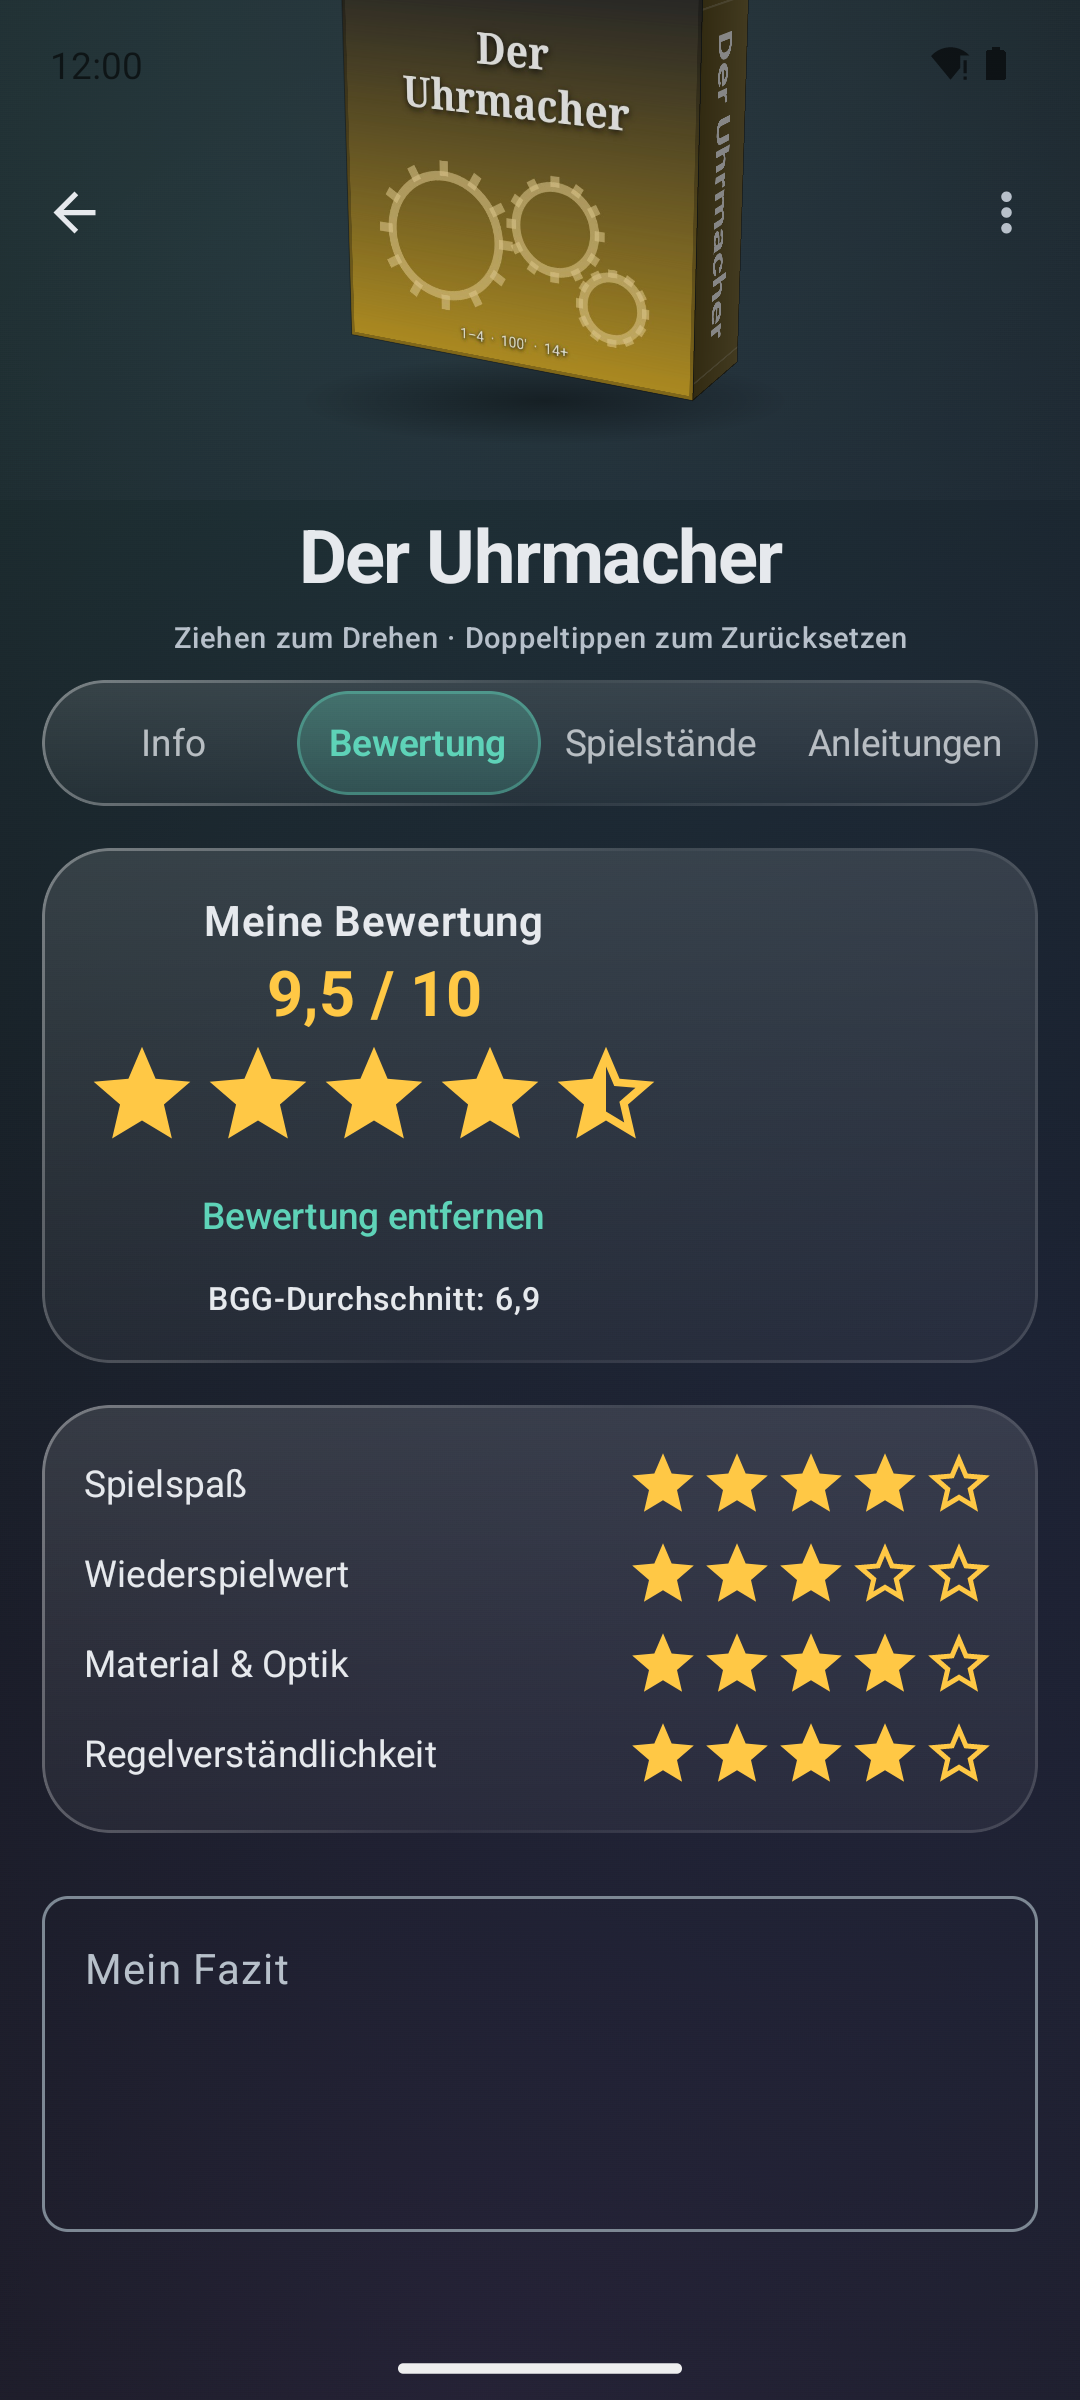 12:00
Der
Uhrmacher
Der Uhrmacher
1–4 · 100' · 14+
Der Uhrmacher
Ziehen zum Drehen · Doppeltippen zum Zurücksetzen
Info Bewertung Spielstände Anleitungen
Meine Bewertung
9,5 / 10
Bewertung entfernen
BGG-Durchschnitt: 6,9
Spielspaß
Wiederspielwert
Material & Optik
Regelverständlichkeit
Mein Fazit